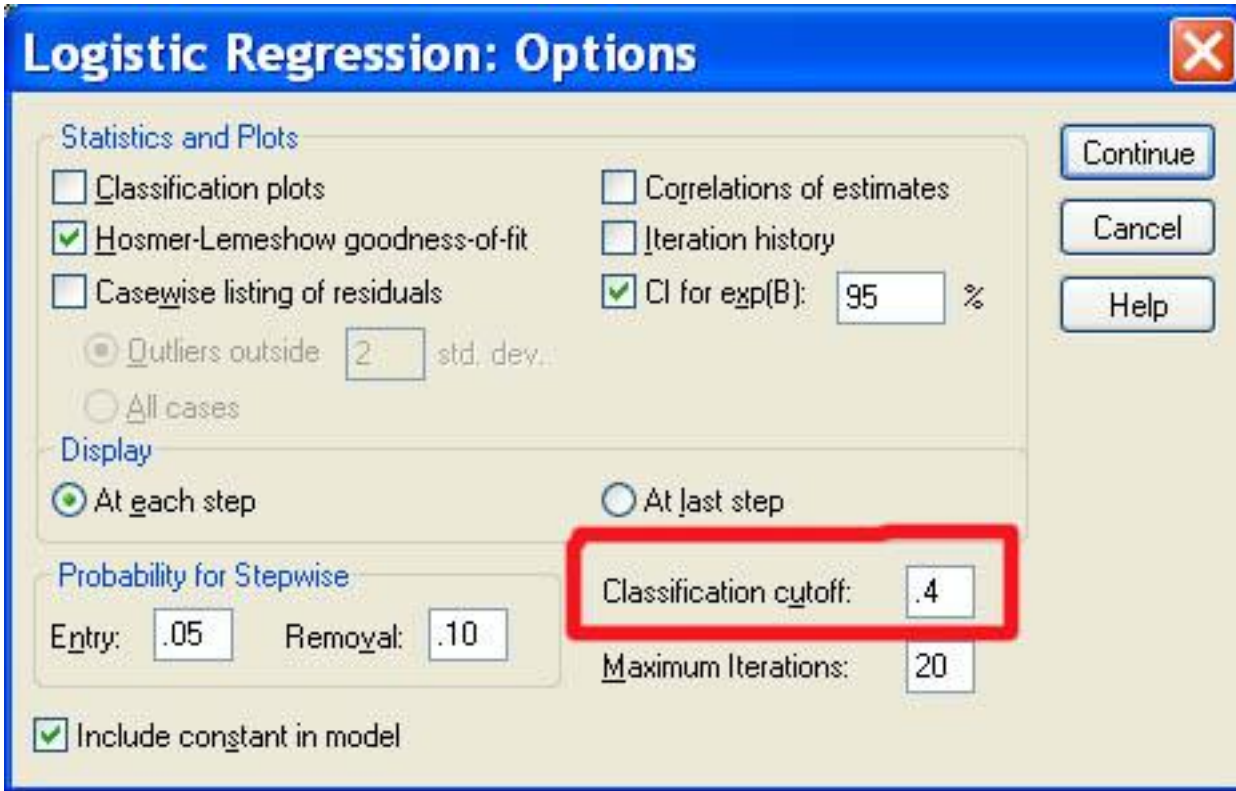 Logistic Regression: Options
Statistics and Plots
Classification plots
Correlations of estimates
Continue
Hosmer-Lemeshow goodness-of-fit
Iteration history
Cancel
Casewise listing of residuals
CI for exp(B): 95 %
Help
Outliers outside 2 std. dev.
All cases
Display
At each step
At last step
Probability for Stepwise
Entry: .05 Removal: .10
Classification cutoff: .4
Maximum Iterations: 20
Include constant in model